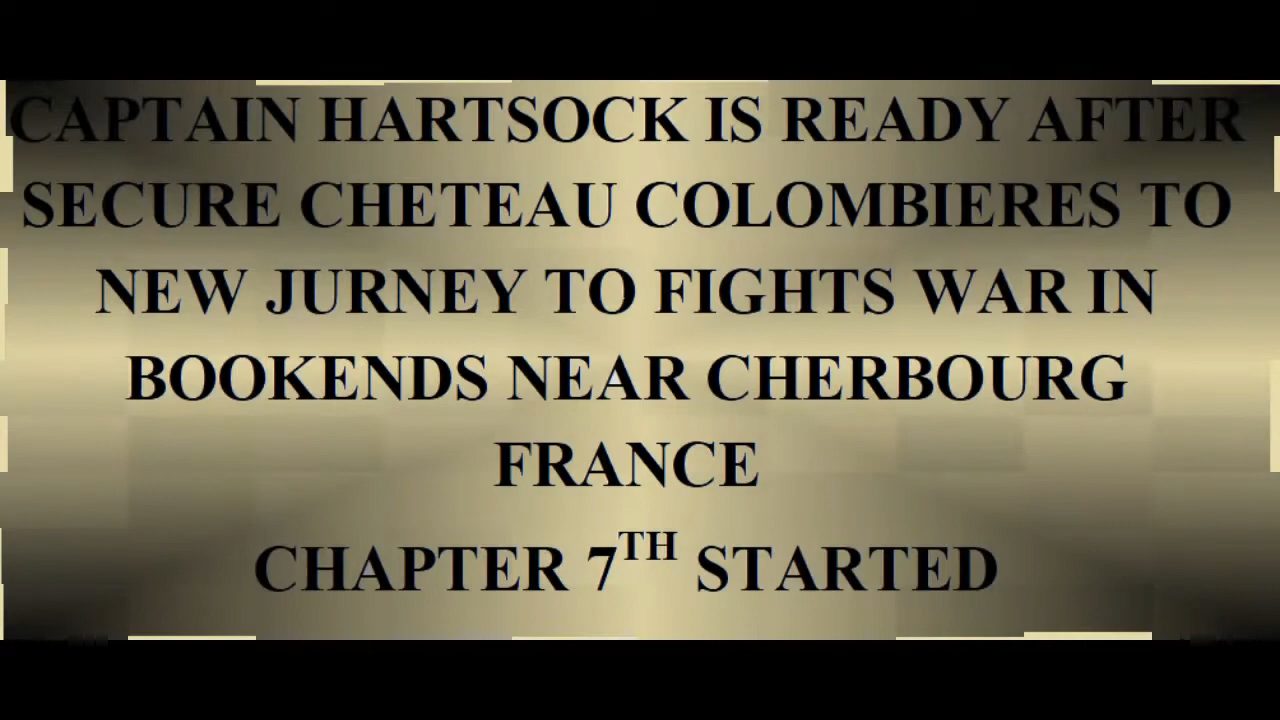 CAPTAIN HARTSOCK IS READY AFTER
SECURE CHETEAU COLOMBIERES TO
NEW JURNEY TO FIGHTS WAR IN
BOOKENDS NEAR CHERBOURG
FRANCE
CHAPTER 7TH STARTED